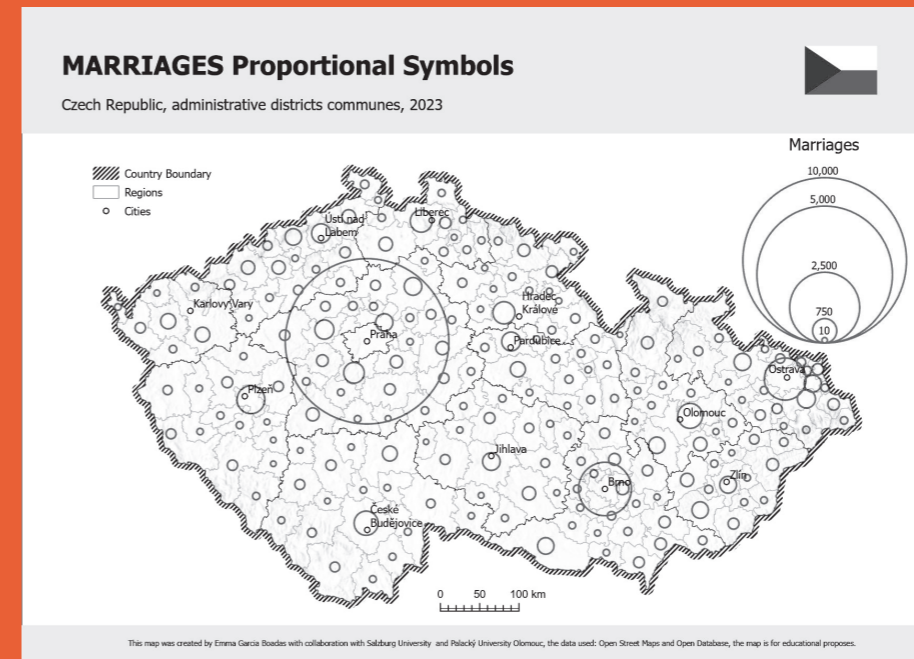 MARRIAGES Proportional Symbols
Czech Republic, administrative districts communes, 2023
Marriages
10,000
5,000
2,500
750
10
Country Boundary
Regions
Cities
Ústí nad
Labem
Liberec
Karlovy Vary
Hradec
Králové
Praha
Pardubice
Ostrava
Plzeň
Olomouc
Jihlava
Brno
Zlín
České
Budějovice
0 50 100 km
This map was created by Emma Garcia Boadas with collaboration with Salzburg University and Palacký University Olomouc, the data used: Open Street Maps and Open Database, the map is for educational proposes.